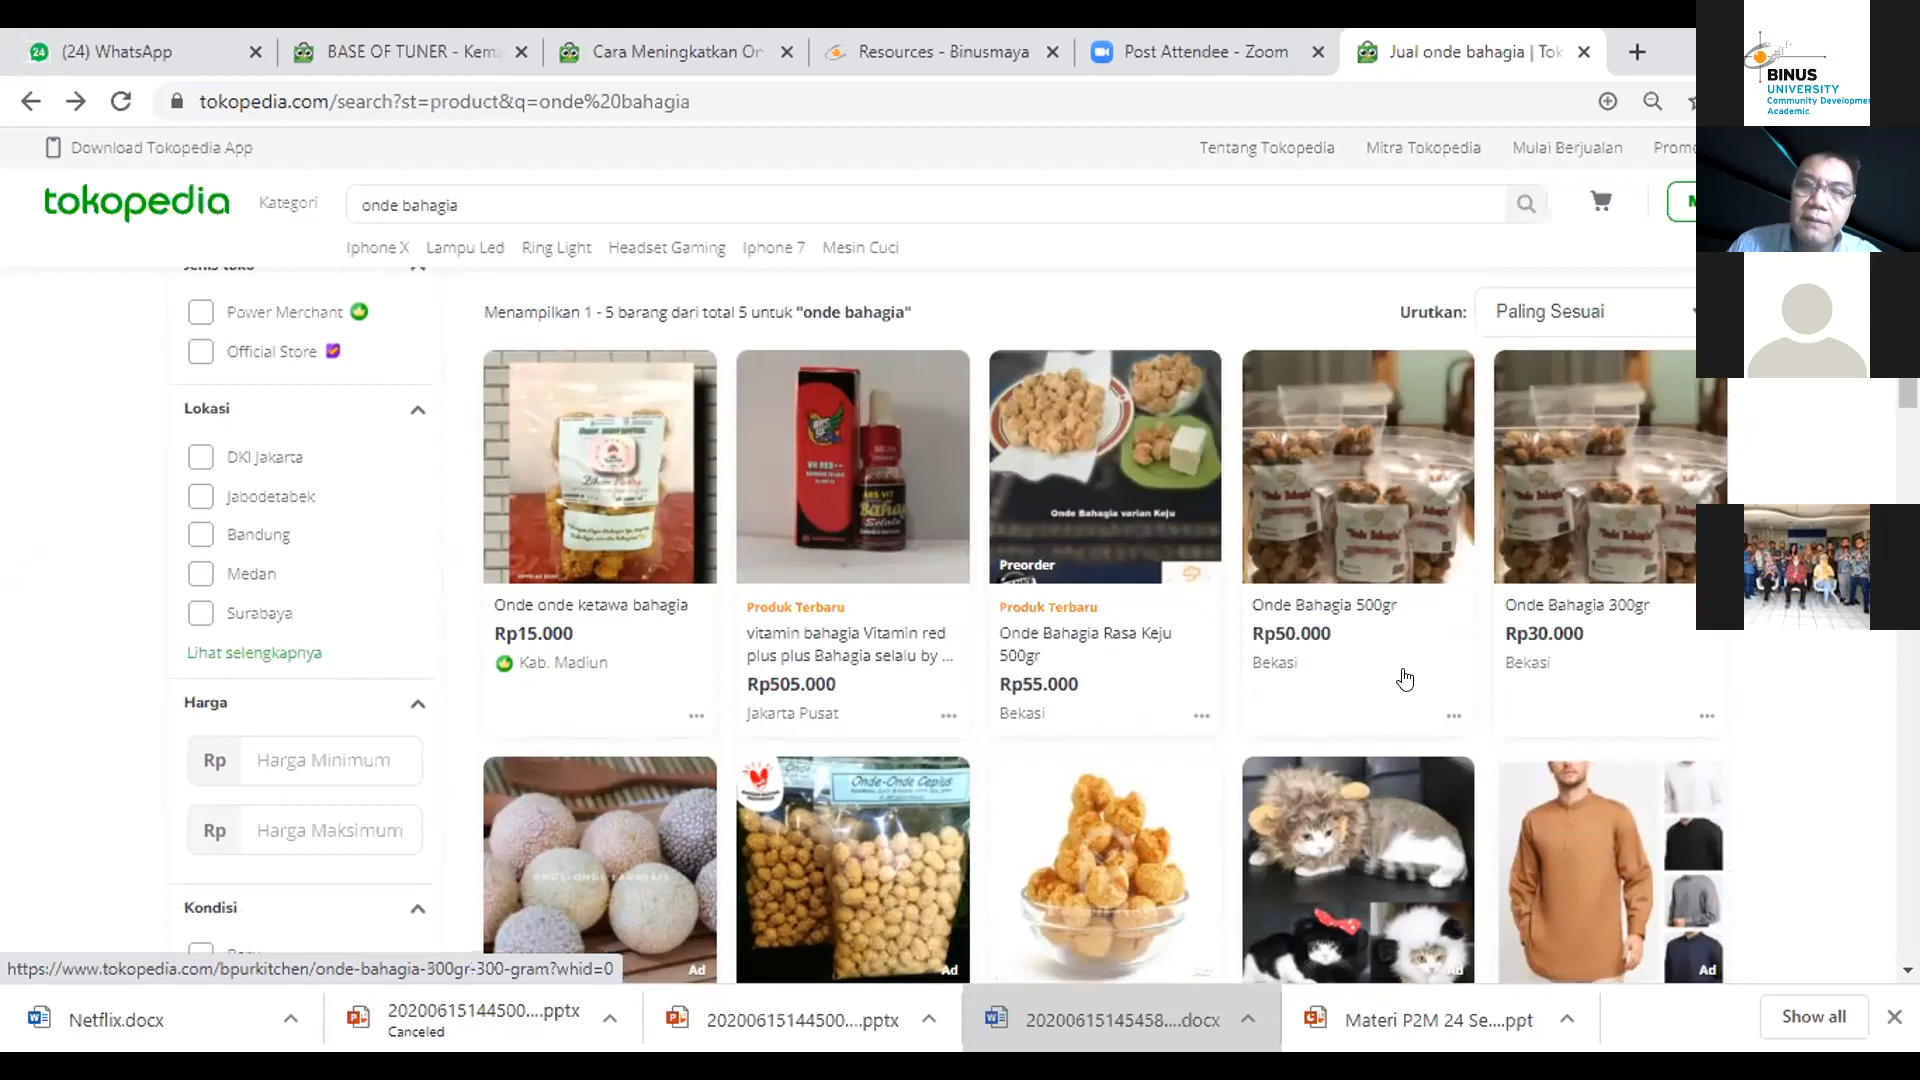 (24) WhatsApp
BASE OF TUNER - Kema
Cara Meningkatkan Or
Resources - Binusmaya
Post Attendee - Zoom
Jual onde bahagia | Tok
tokopedia.com/search?st=product&q=onde%20bahagia
BINUS
UNIVERSITY
Community Developme
Academic
Download Tokopedia App
Tentang Tokopedia
Mitra Tokopedia
Mulai Berjualan
Promo
tokopedia
Kategori
onde bahagia
M
Iphone X
Lampu Led
Ring Light
Headset Gaming
Iphone 7
Mesin Cuci
Jenis toko
Power Merchant
Official Store
Lokasi
DKI Jakarta
Jabodetabek
Bandung
Medan
Surabaya
Lihat selengkapnya
Harga
Rp Harga Minimum
Rp Harga Maksimum
Kondisi
Menampilkan 1 - 5 barang dari total 5 untuk "onde bahagia"
Urutkan: Paling Sesuai
Onde onde ketawa bahagia
Rp15.000
Kab. Madiun
Produk Terbaru
vitamin bahagia Vitamin red
plus plus Bahagia selalu by ...
Rp505.000
Jakarta Pusat
Onde Bahagia varian Keju
Preorder
Produk Terbaru
Onde Bahagia Rasa Keju
500gr
Rp55.000
Bekasi
Onde Bahagia 500gr
Rp50.000
Bekasi
Onde Bahagia 300gr
Rp30.000
Bekasi
Ad
Onde-Onde Ceplus
Ad
Ad
Ad
https://www.tokopedia.com/bpurkitchen/onde-bahagia-300gr-300-gram?whid=0
Netflix.docx
20200615144500....pptx
Canceled
20200615144500....pptx
20200615145458....docx
Materi P2M 24 Se....ppt
Show all